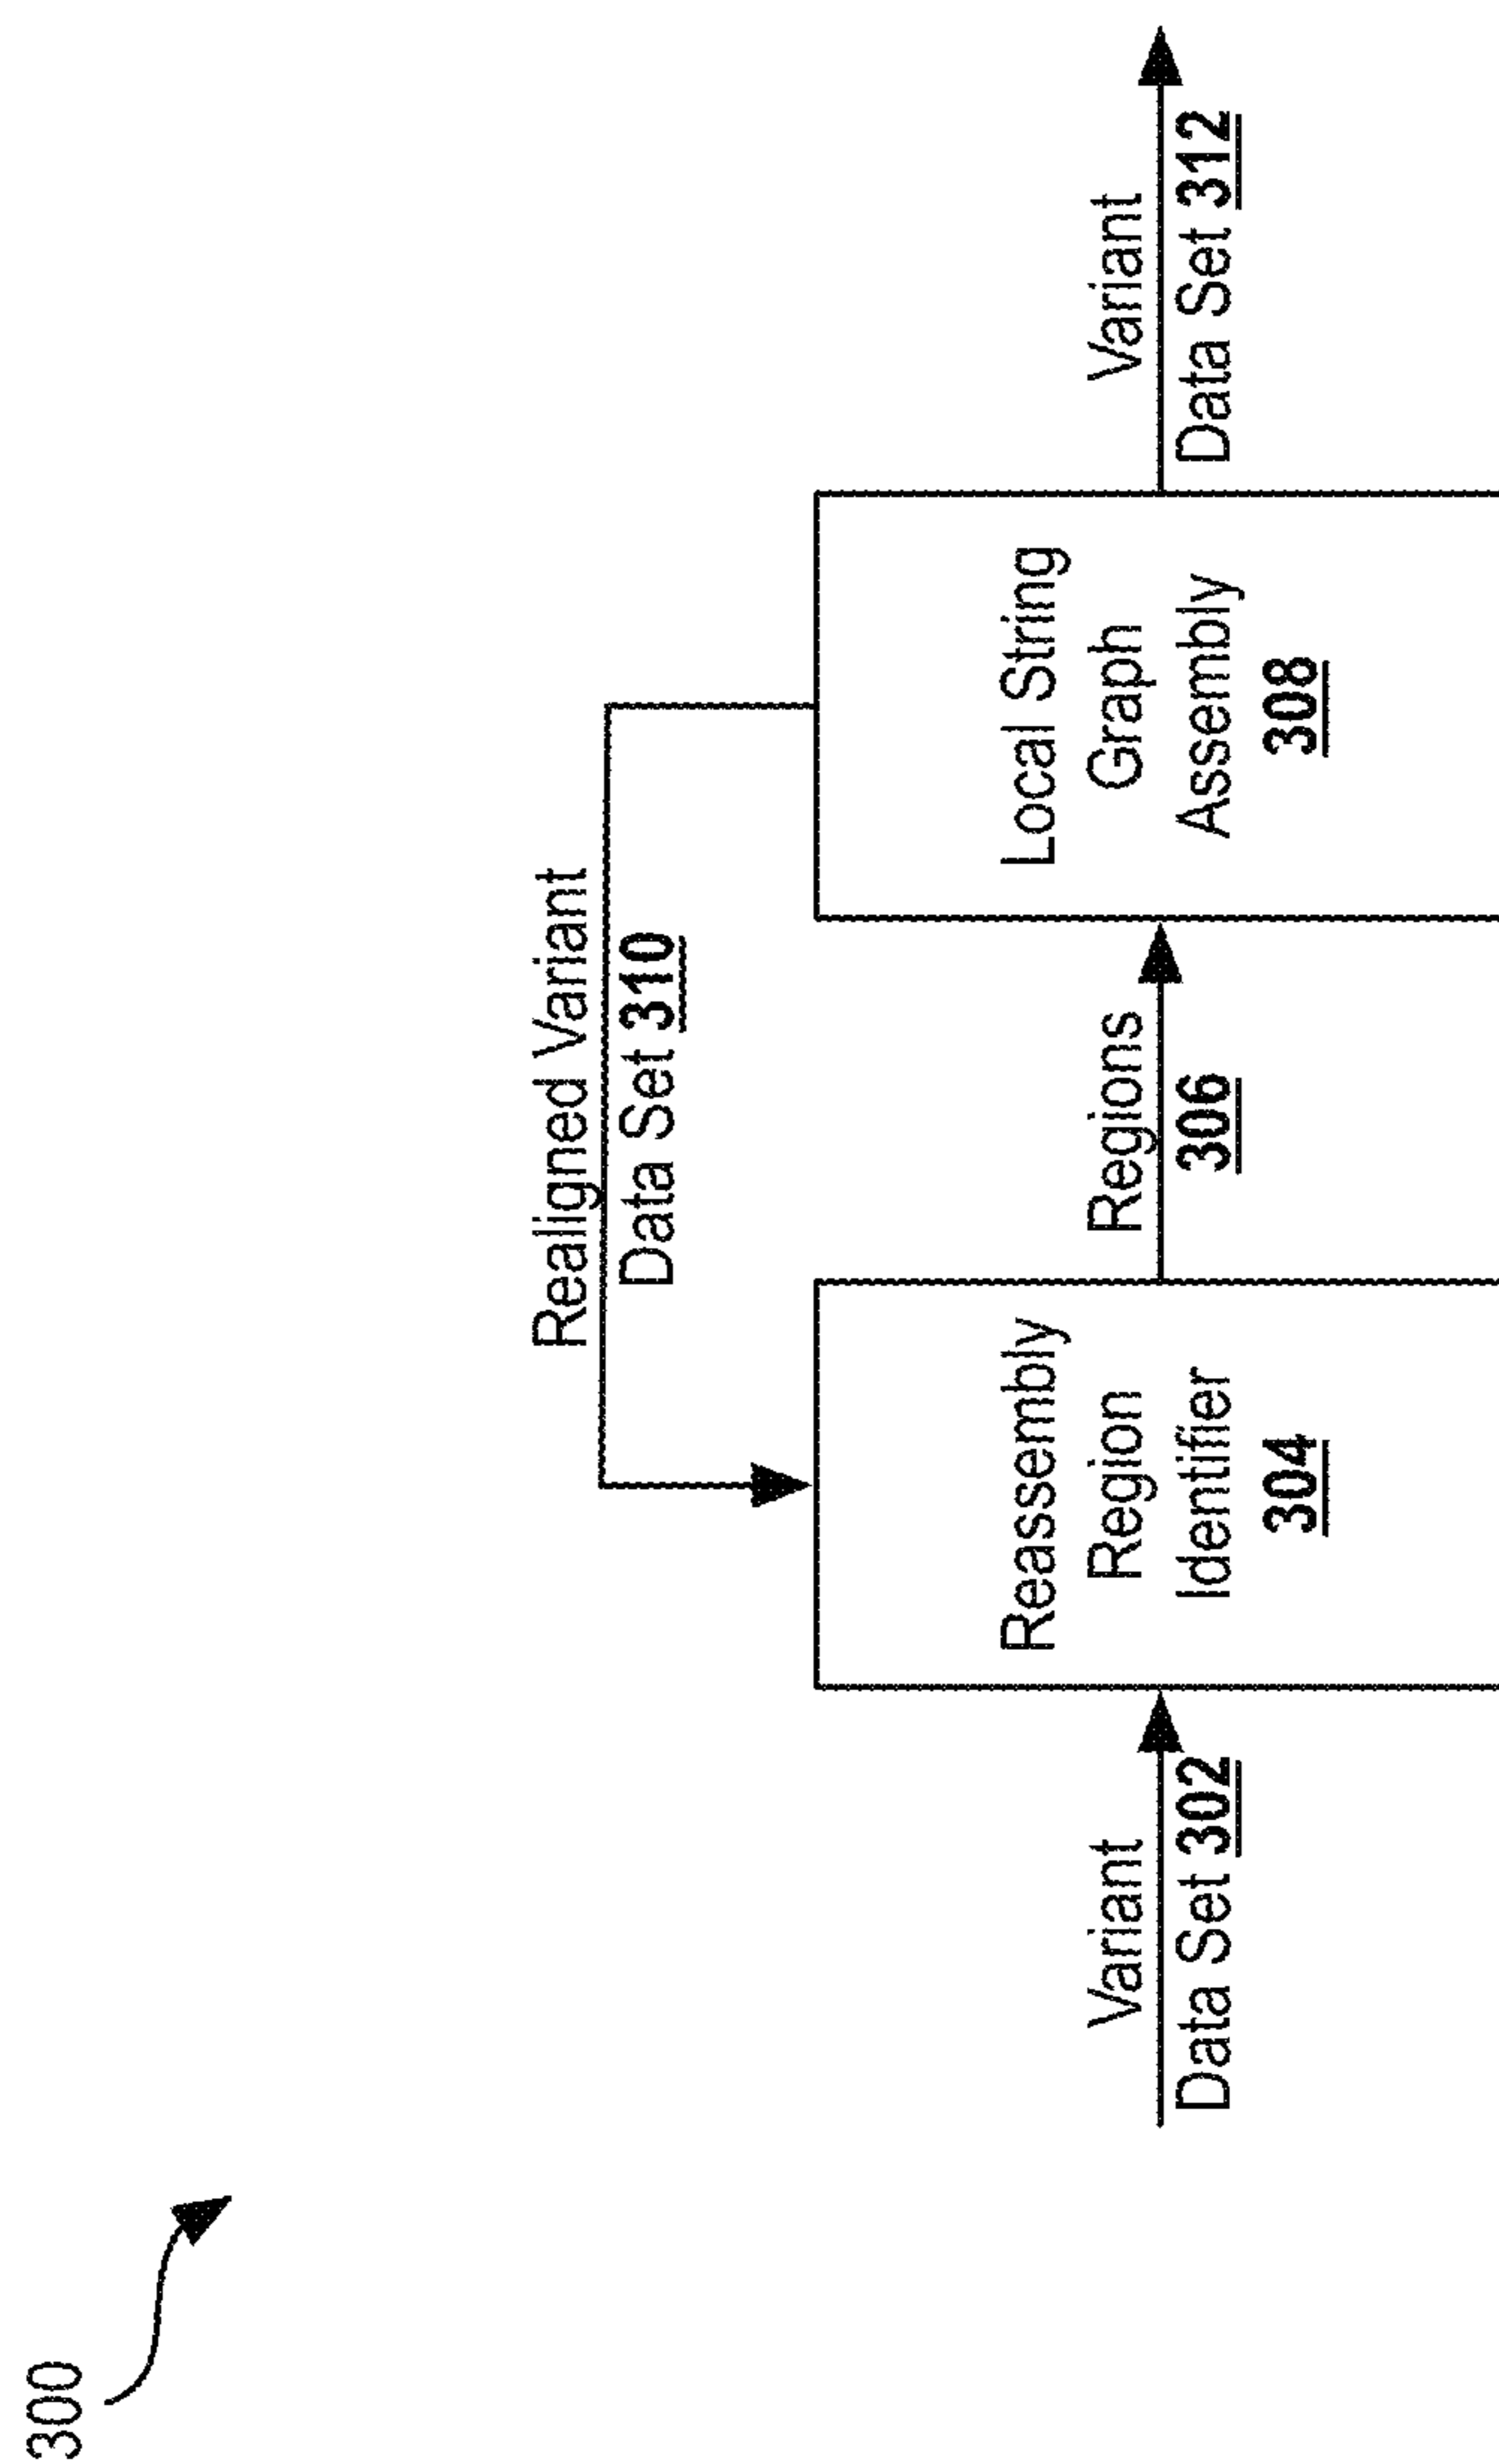 300
Realigned Variant
Data Set 310
Variant
Data Set 302
Reassembly
Region
Identifier
304
Regions
306
Local String
Graph
Assembly
308
Variant
Data Set 312